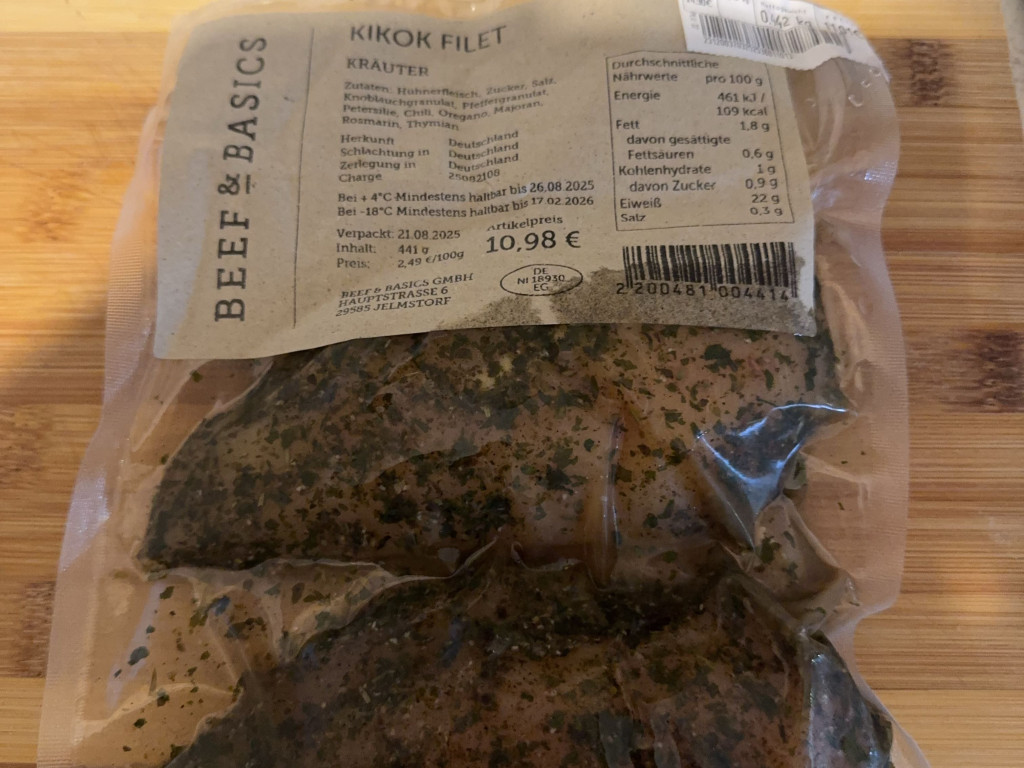 BEEF & BASICS
KIKOK FILET
KRÄUTER
Zutaten: Hühnerfleisch, Zucker, Salz,
Knoblauchgranulat, Pfeffergranulat,
Petersilie, Chili, Oregano, Majoran,
Rosmarin, Thymian
Herkunft Deutschland
Schlachtung in Deutschland
Zerlegung in Deutschland
Charge 25082108
Bei + 4°C Mindestens haltbar bis 26.08.2025
Bei -18°C Mindestens haltbar bis 17.02.2026
Verpackt: 21.08.2025
Inhalt: 441 g
Preis: 2,49 €/100g
Artikelpreis
10,98 €
BEEF & BASICS GMBH
HAUPTSTRASSE 6
29585 JELMSTORF
DE
NI 18930
EG
Durchschnittliche
Nährwerte pro 100 g
Energie 461 kJ /
109 kcal
Fett 1,8 g
davon gesättigte
Fettsäuren 0,6 g
Kohlenhydrate 1 g
davon Zucker 0,9 g
Eiweiß 22 g
Salz 0,3 g
2 200481 004414
0,42 kg